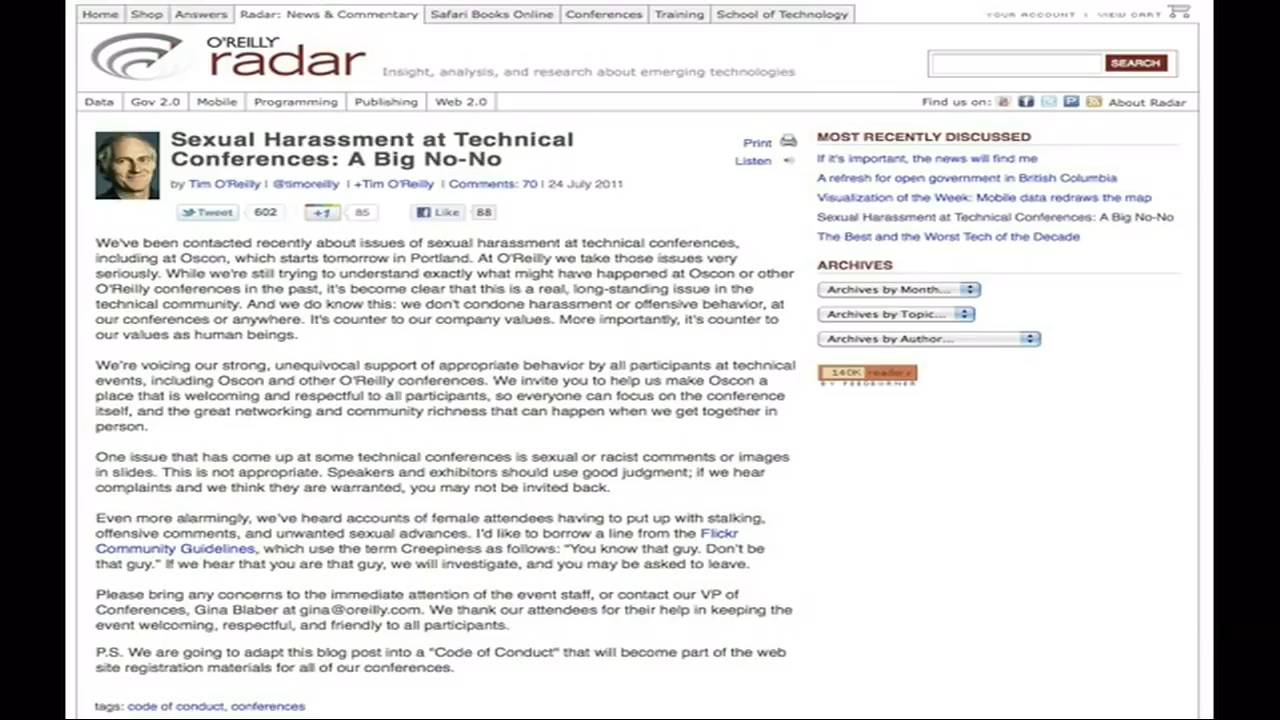 Home Shop Answers Radar: News & Commentary Safari Books Online Conferences Training School of Technology
YOUR ACCOUNT | VIEW CART
O'REILLY
radar
Insight, analysis, and research about emerging technologies
SEARCH
Data Gov 2.0 Mobile Programming Publishing Web 2.0
Find us on: About Radar
Sexual Harassment at Technical
Conferences: A Big No-No
Print
Listen
by Tim O'Reilly | @timoreilly | +Tim O'Reilly | Comments: 70 | 24 July 2011
Tweet 602 +1 85 Like 88
We've been contacted recently about issues of sexual harassment at technical conferences,
including at Oscon, which starts tomorrow in Portland. At O'Reilly we take those issues very
seriously. While we're still trying to understand exactly what might have happened at Oscon or other
O'Reilly conferences in the past, it's become clear that this is a real, long-standing issue in the
technical community. And we do know this: we don't condone harassment or offensive behavior, at
our conferences or anywhere. It's counter to our company values. More importantly, it's counter to
our values as human beings.
We're voicing our strong, unequivocal support of appropriate behavior by all participants at technical
events, including Oscon and other O'Reilly conferences. We invite you to help us make Oscon a
place that is welcoming and respectful to all participants, so everyone can focus on the conference
itself, and the great networking and community richness that can happen when we get together in
person.
One issue that has come up at some technical conferences is sexual or racist comments or images
in slides. This is not appropriate. Speakers and exhibitors should use good judgment; if we hear
complaints and we think they are warranted, you may not be invited back.
Even more alarmingly, we've heard accounts of female attendees having to put up with stalking,
offensive comments, and unwanted sexual advances. I'd like to borrow a line from the Flickr
Community Guidelines, which use the term Creepiness as follows: "You know that guy. Don't be
that guy." If we hear that you are that guy, we will investigate, and you may be asked to leave.
Please bring any concerns to the immediate attention of the event staff, or contact our VP of
Conferences, Gina Blaber at gina@oreilly.com. We thank our attendees for their help in keeping the
event welcoming, respectful, and friendly to all participants.
P.S. We are going to adapt this blog post into a "Code of Conduct" that will become part of the web
site registration materials for all of our conferences.
tags: code of conduct, conferences
MOST RECENTLY DISCUSSED
If it's important, the news will find me
A refresh for open government in British Columbia
Visualization of the Week: Mobile data redraws the map
Sexual Harassment at Technical Conferences: A Big No-No
The Best and the Worst Tech of the Decade
ARCHIVES
Archives by Month...
Archives by Topic...
Archives by Author...
140K readers
BY FEEDBURNER